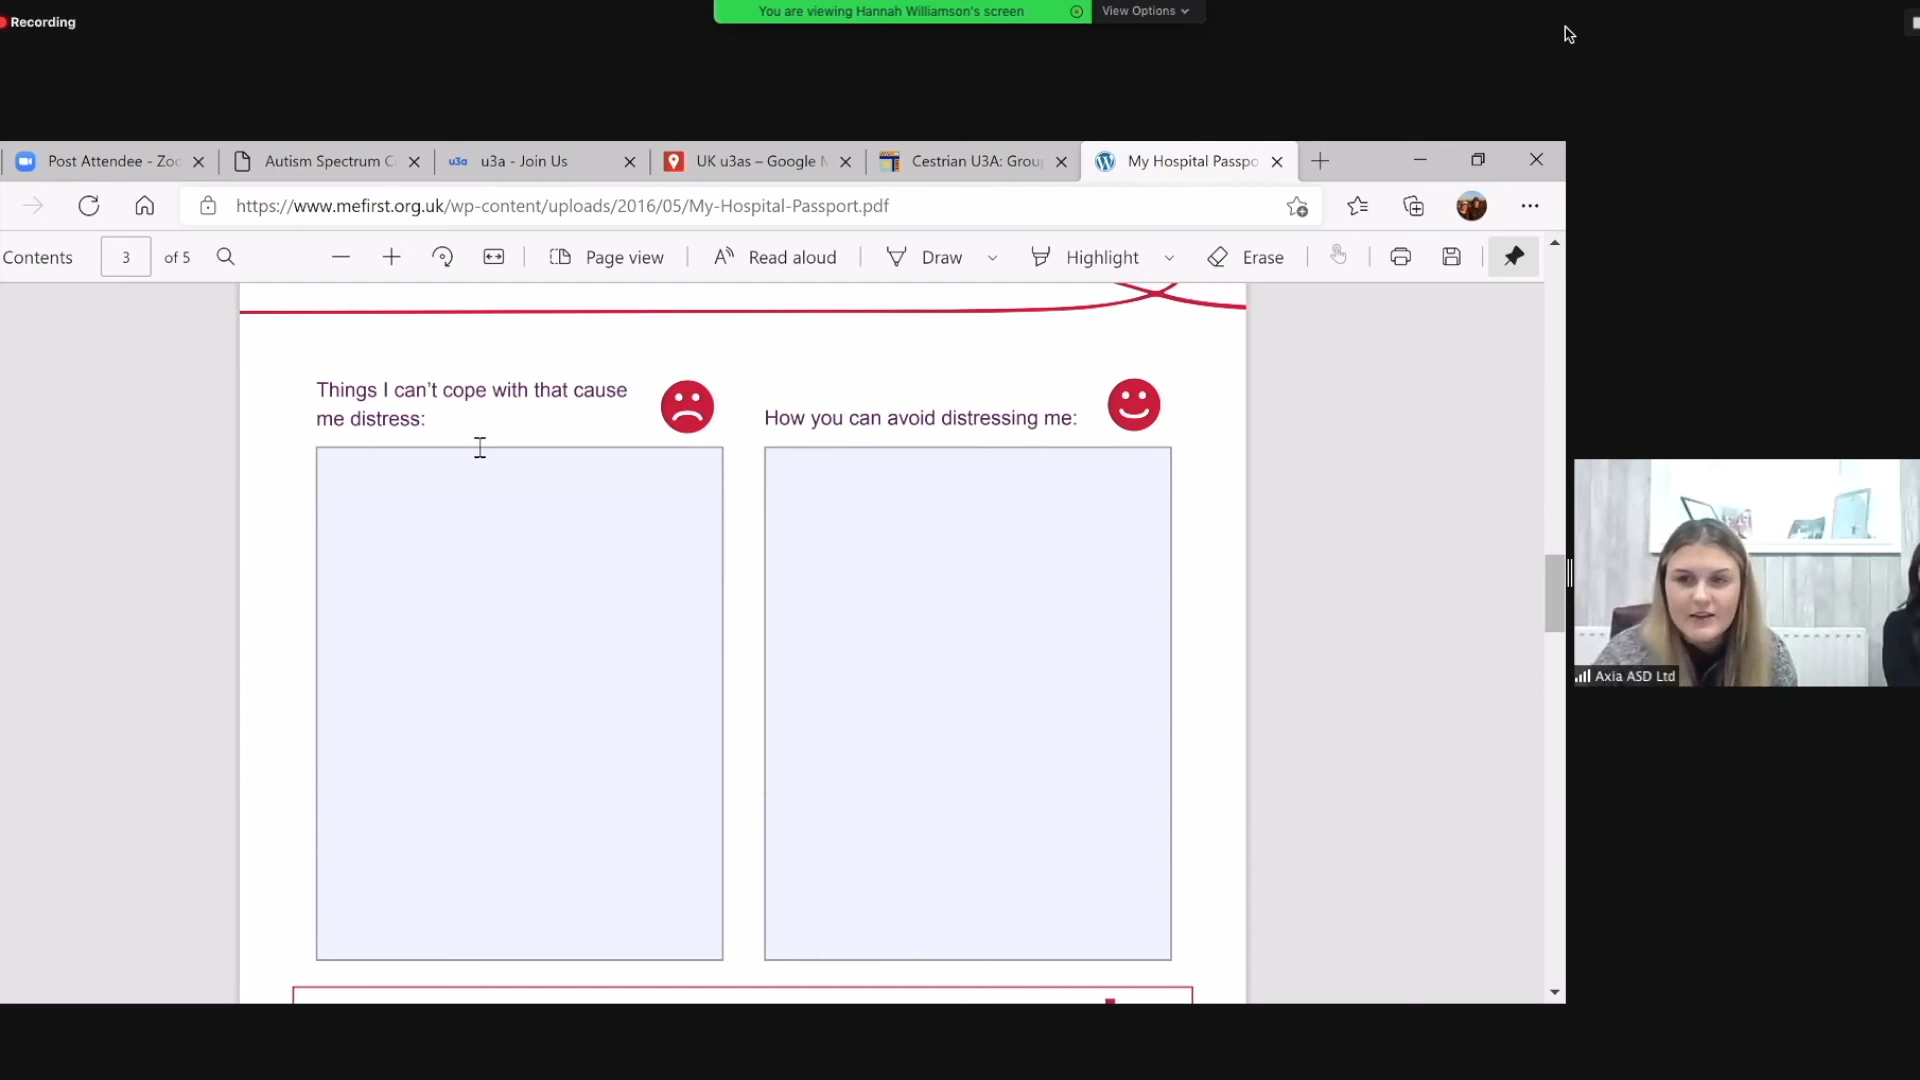 Recording
You are viewing Hannah Williamson's screen
View Options
Post Attendee - Zoo
Autism Spectrum C
u3a
u3a - Join Us
UK u3as – Google M
Cestrian U3A: Grou
My Hospital Passpo
https://www.mefirst.org.uk/wp-content/uploads/2016/05/My-Hospital-Passport.pdf
Contents
3
of 5
Page view
Read aloud
Draw
Highlight
Erase
Things I can't cope with that cause
me distress:
How you can avoid distressing me:
Axia ASD Ltd